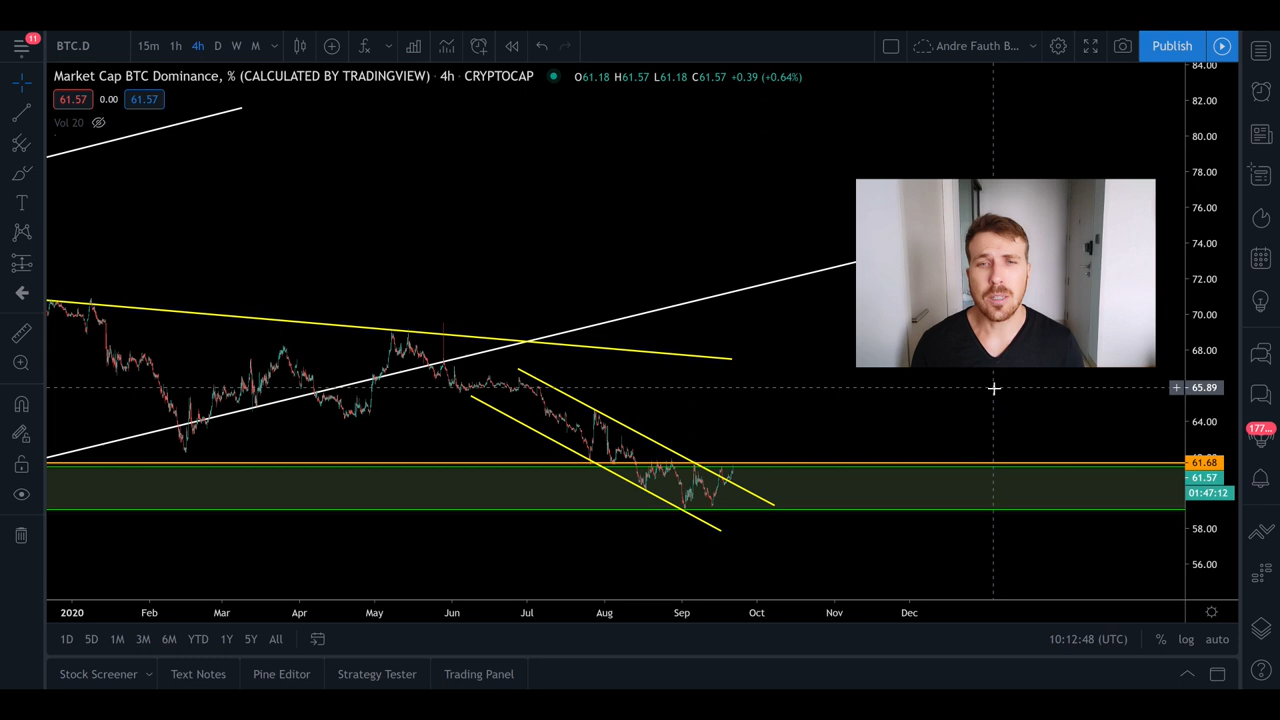 11
BTC.D 15m 1h 4h D W M Andre Fauth B... Publish
Market Cap BTC Dominance, % (CALCULATED BY TRADINGVIEW) · 4h · CRYPTOCAP O61.18 H61.57 L61.18 C61.57 +0.39 (+0.64%)
61.57 0.00 61.57
Vol 20
84.00
82.00
80.00
78.00
76.00
74.00
72.00
70.00
68.00
65.89
64.00
177...
61.68
61.57
01:47:12
58.00
56.00
2020 Feb Mar Apr May Jun Jul Aug Sep Oct Nov Dec
1D 5D 1M 3M 6M YTD 1Y 5Y All 10:12:48 (UTC) % log auto
Stock Screener Text Notes Pine Editor Strategy Tester Trading Panel